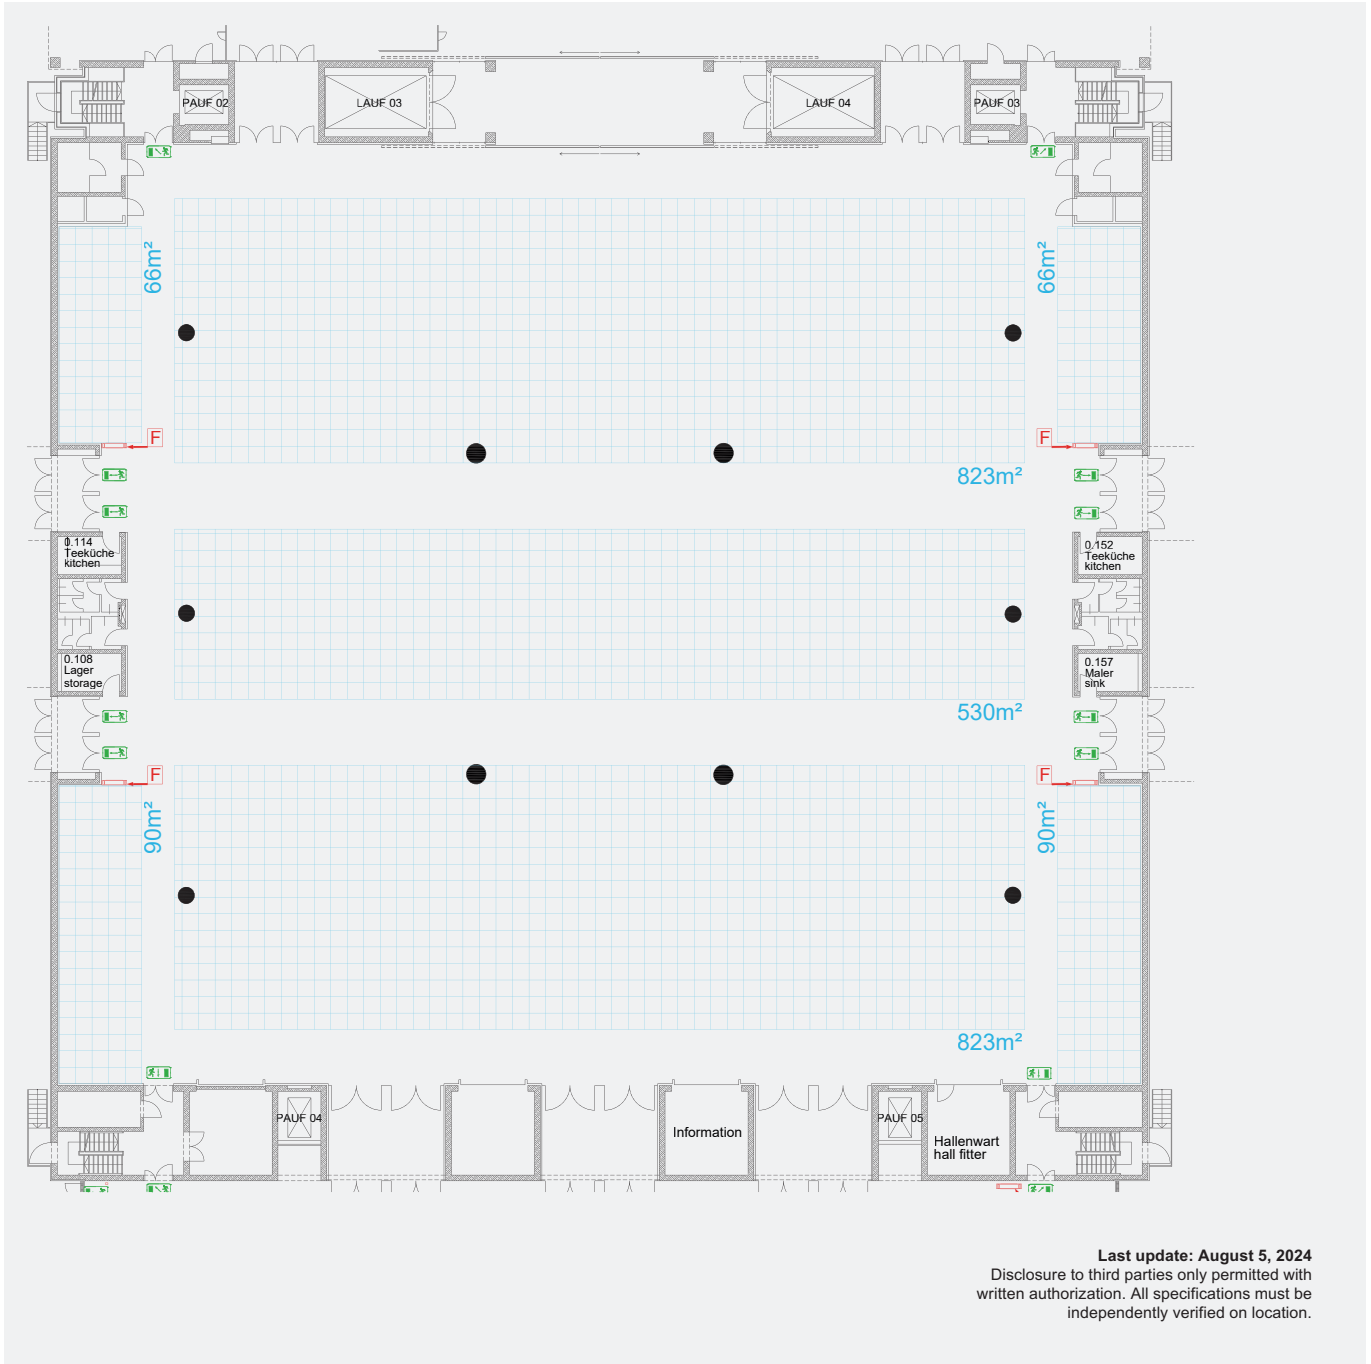 PAUF 02
LAUF 03
LAUF 04
PAUF 03
66m²
66m²
F
F
823m²
0.114
Teeküche
kitchen
0.152
Teeküche
kitchen
0.108
Lager
storage
0.157
Maler
sink
530m²
F
F
90m²
90m²
823m²
PAUF 04
Information
PAUF 05
Hallenwart
hall fitter
Last update: August 5, 2024
Disclosure to third parties only permitted with
written authorization. All specifications must be
independently verified on location.